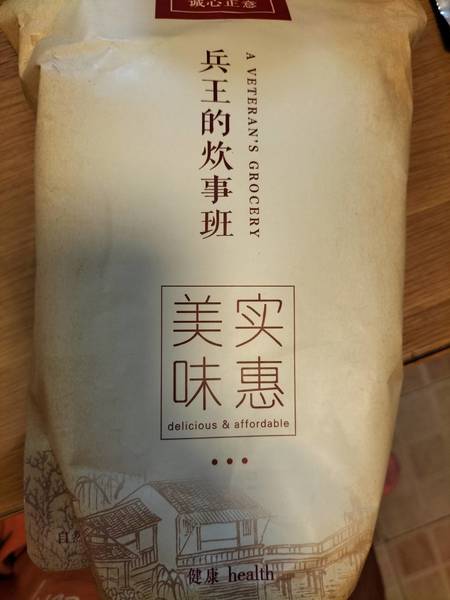 诚心正意
兵王的炊事班
A VETERAN'S GROCERY
实惠
美味
delicious & affordable
健康 health